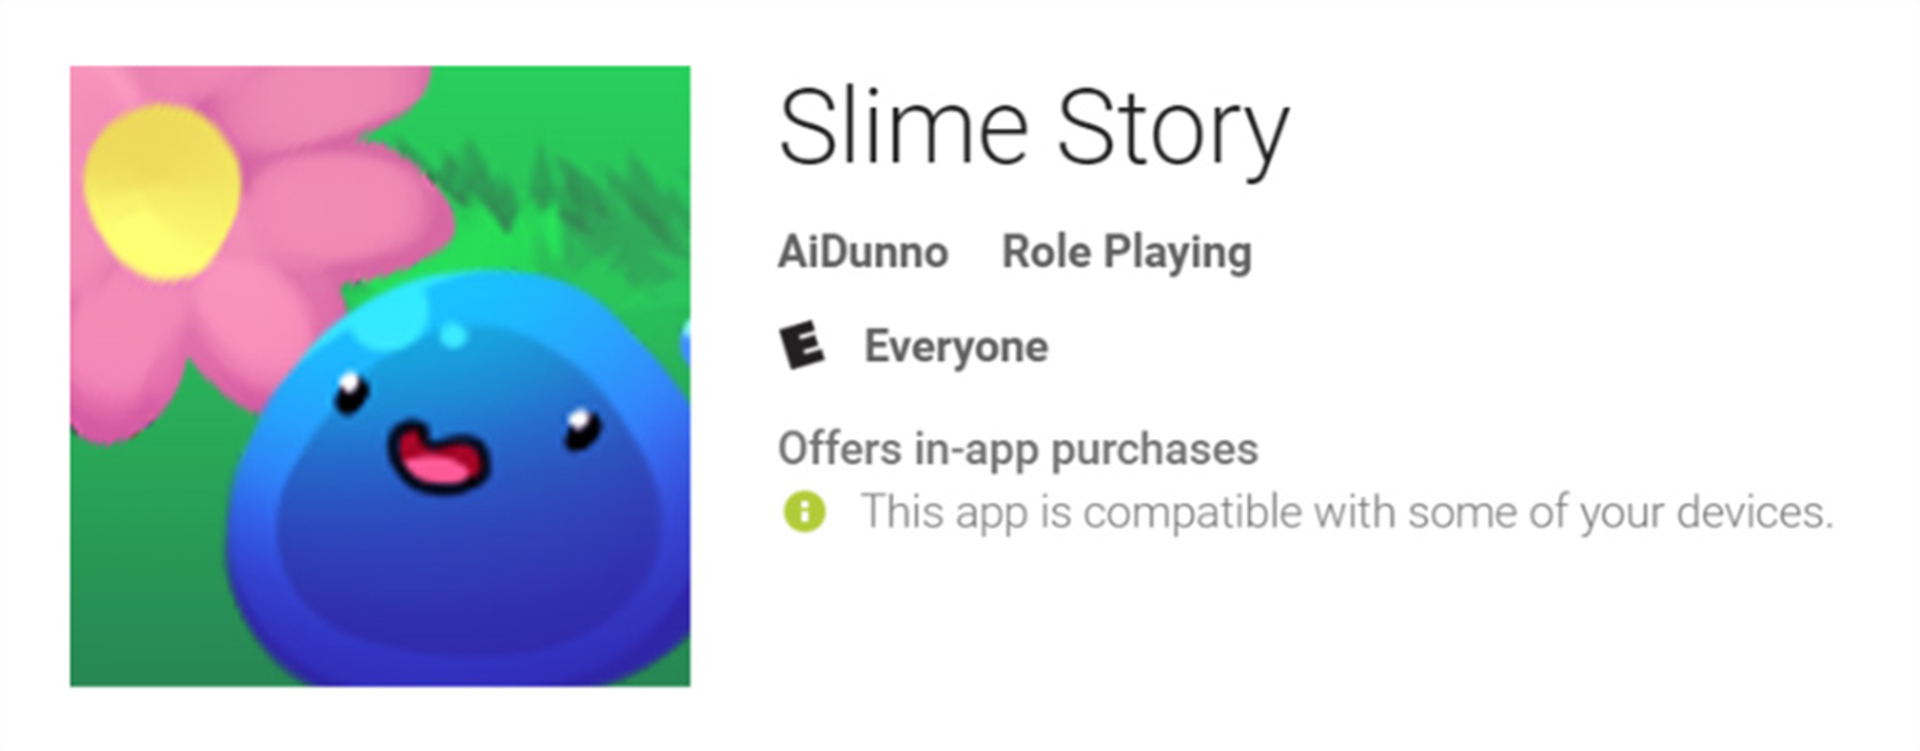 Slime Story
AiDunno Role Playing
E Everyone
Offers in-app purchases
This app is compatible with some of your devices.